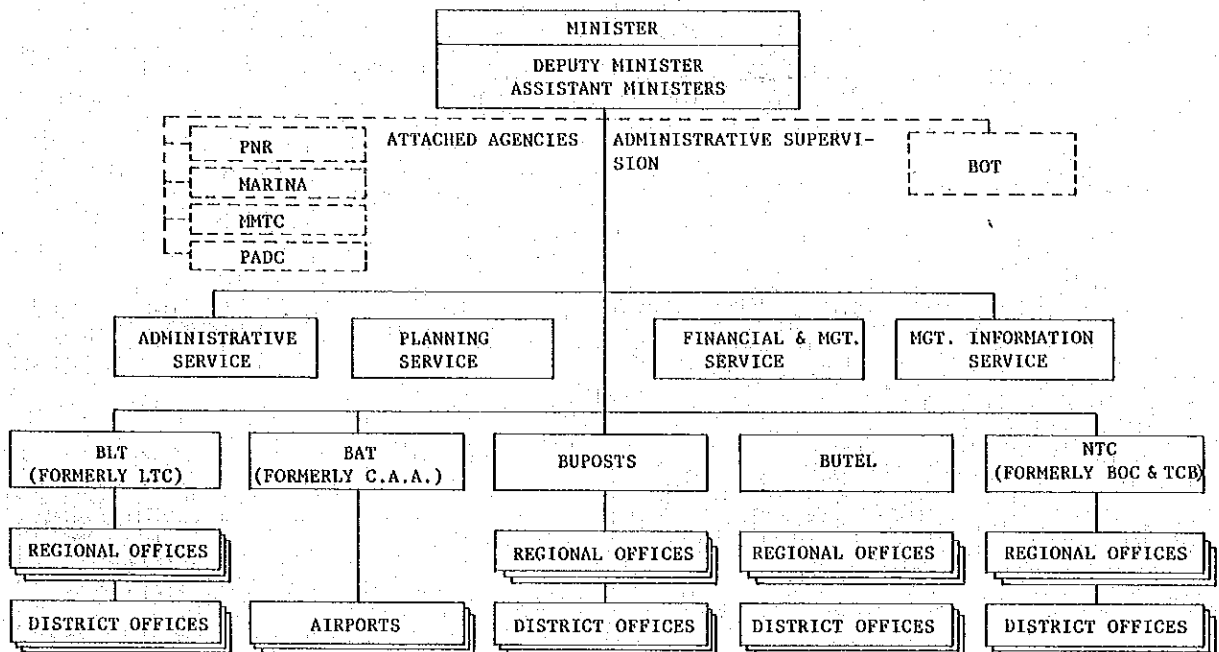 MINISTER
DEPUTY MINISTER
ASSISTANT MINISTERS
ATTACHED AGENCIES
ADMINISTRATIVE SUPERVI-
SION
PNR
MARINA
MMTC
PADC
BOT
ADMINISTRATIVE
SERVICE
PLANNING
SERVICE
FINANCIAL & MGT.
SERVICE
MGT. INFORMATION
SERVICE
BLT
(FORMERLY LTC)
BAT
(FORMERLY C.A.A.)
BUPOSTS
BUTEL
NTC
(FORMERLY BOC & TCB)
REGIONAL OFFICES
REGIONAL OFFICES
REGIONAL OFFICES
REGIONAL OFFICES
DISTRICT OFFICES
AIRPORTS
DISTRICT OFFICES
DISTRICT OFFICES
DISTRICT OFFICES